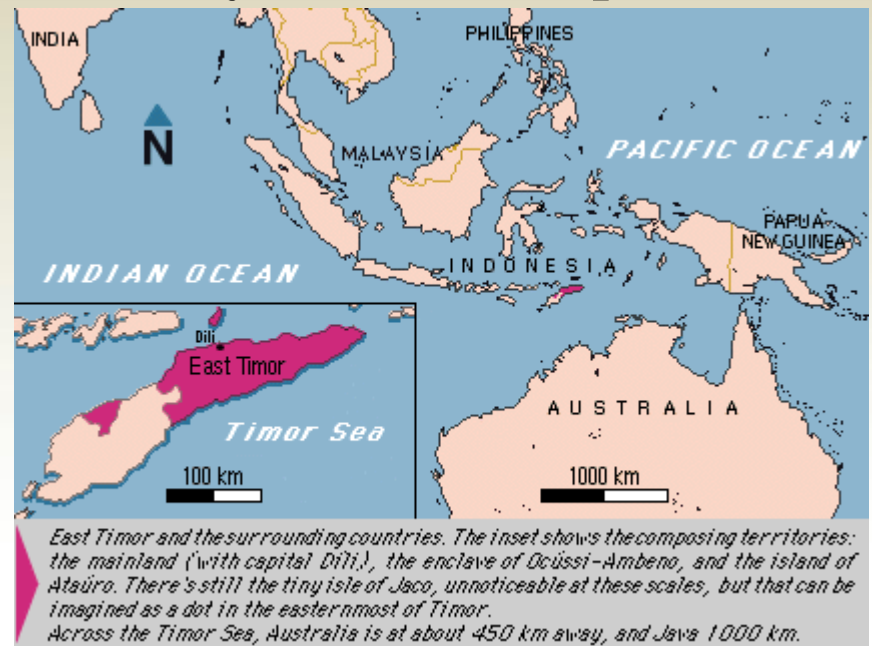 INDIA
PHILIPPINES
N
MALAYSIA
PACIFIC OCEAN
PAPUA
NEW GUINEA
INDIAN OCEAN
INDONESIA
Dili
East Timor
AUSTRALIA
Timor Sea
100 km
1000 km
East Timor and the surrounding countries. The inset shows the composing territories:
the mainland (with capital Díli,), the enclave of Ocússi-Ambeno, and the island of
Ataúro. There's still the tiny isle of Jaco, unnoticeable at these scales, but that can be
imagined as a dot in the easternmost of Timor.
Across the Timor Sea, Australia is at about 450 km away, and Java 1000 km.